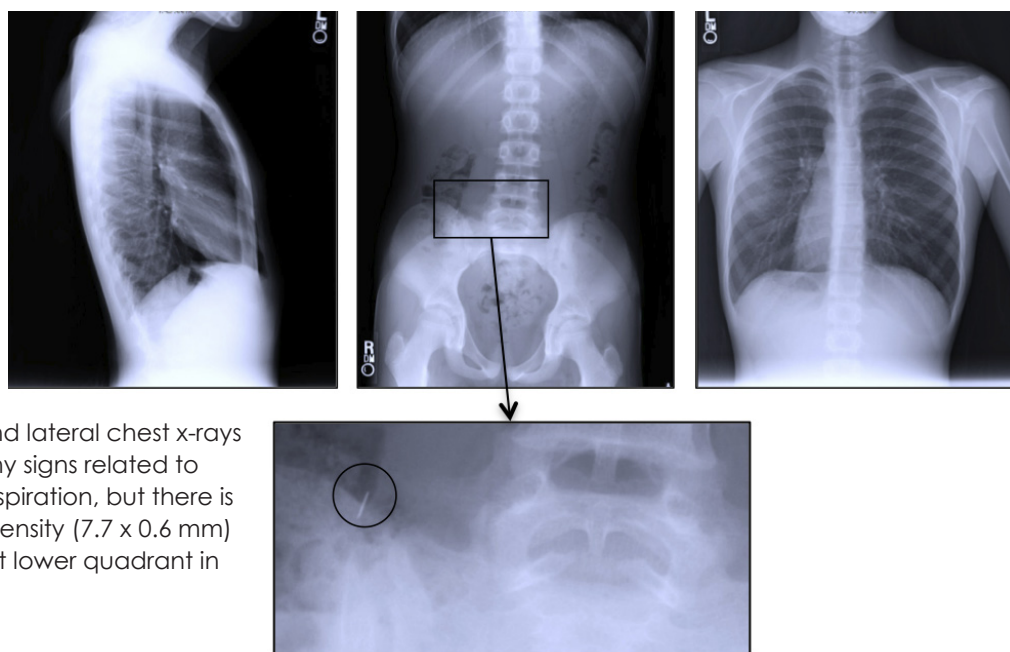 R
nd lateral chest x-rays
ny signs related to
spiration, but there is
ensity (7.7 x 0.6 mm)
t lower quadrant in